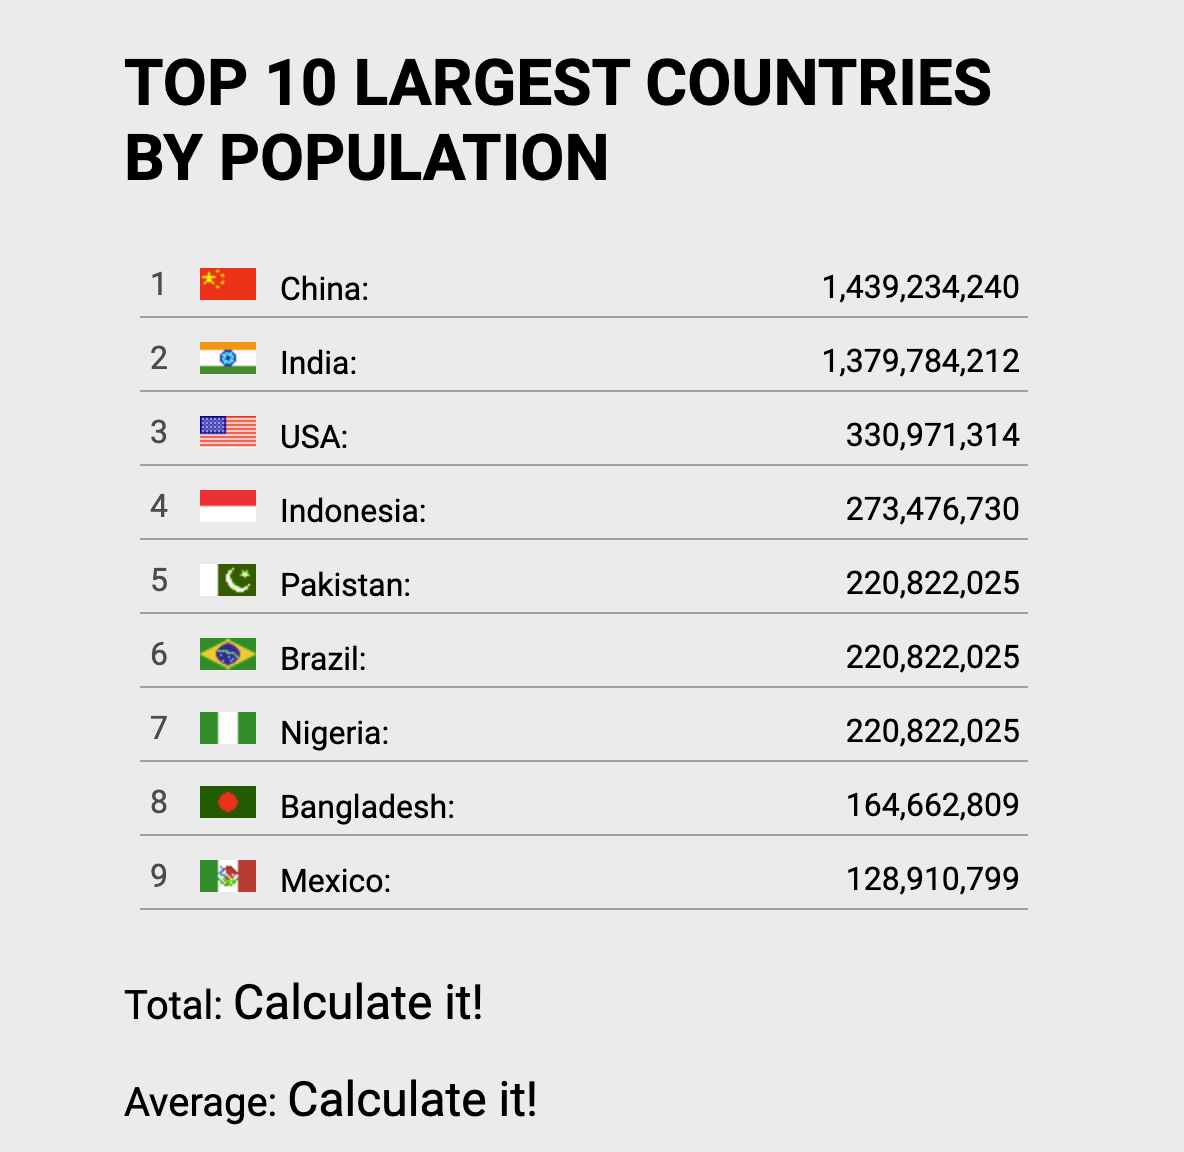 TOP 10 LARGEST COUNTRIES
BY POPULATION
1 China: 1,439,234,240
2 India: 1,379,784,212
3 USA: 330,971,314
4 Indonesia: 273,476,730
5 Pakistan: 220,822,025
6 Brazil: 220,822,025
7 Nigeria: 220,822,025
8 Bangladesh: 164,662,809
9 Mexico: 128,910,799
Total: Calculate it!
Average: Calculate it!